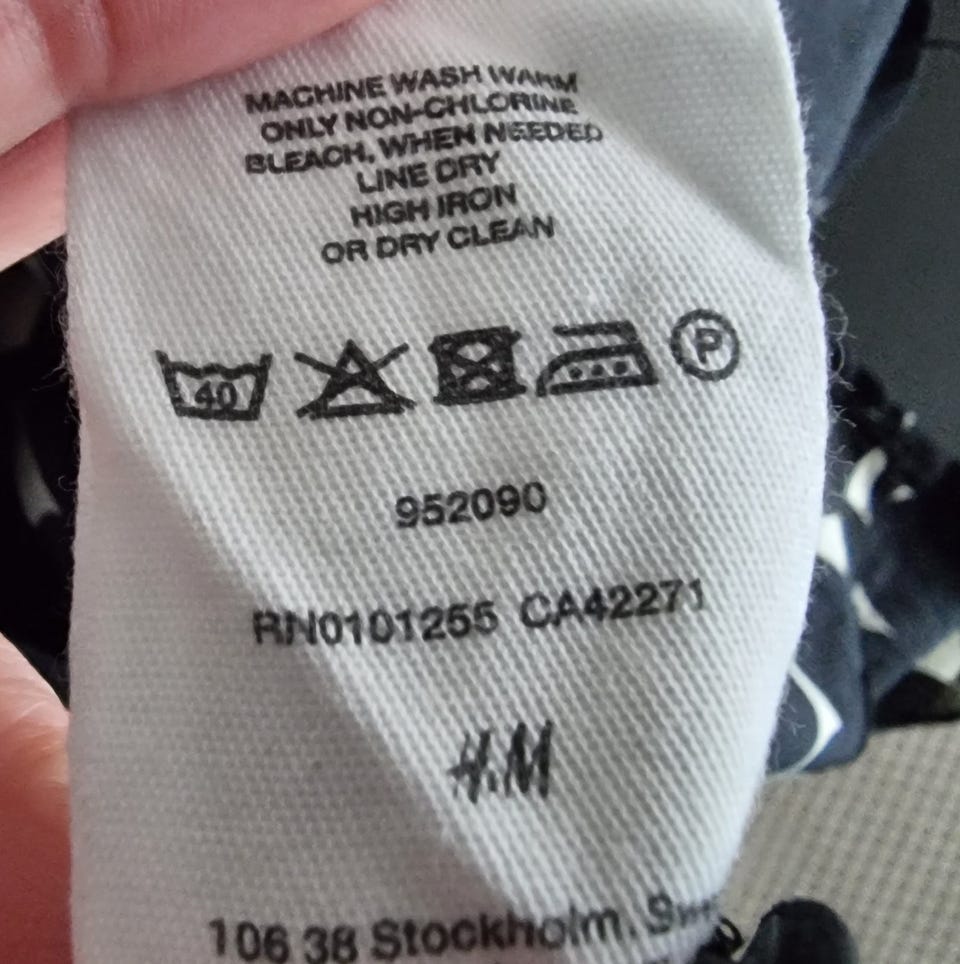 MACHINE WASH WARM
ONLY NON-CHLORINE
BLEACH, WHEN NEEDED
LINE DRY
HIGH IRON
OR DRY CLEAN
40 P
952090
RN0101255 CA42271
H.M
106 38 Stockholm,